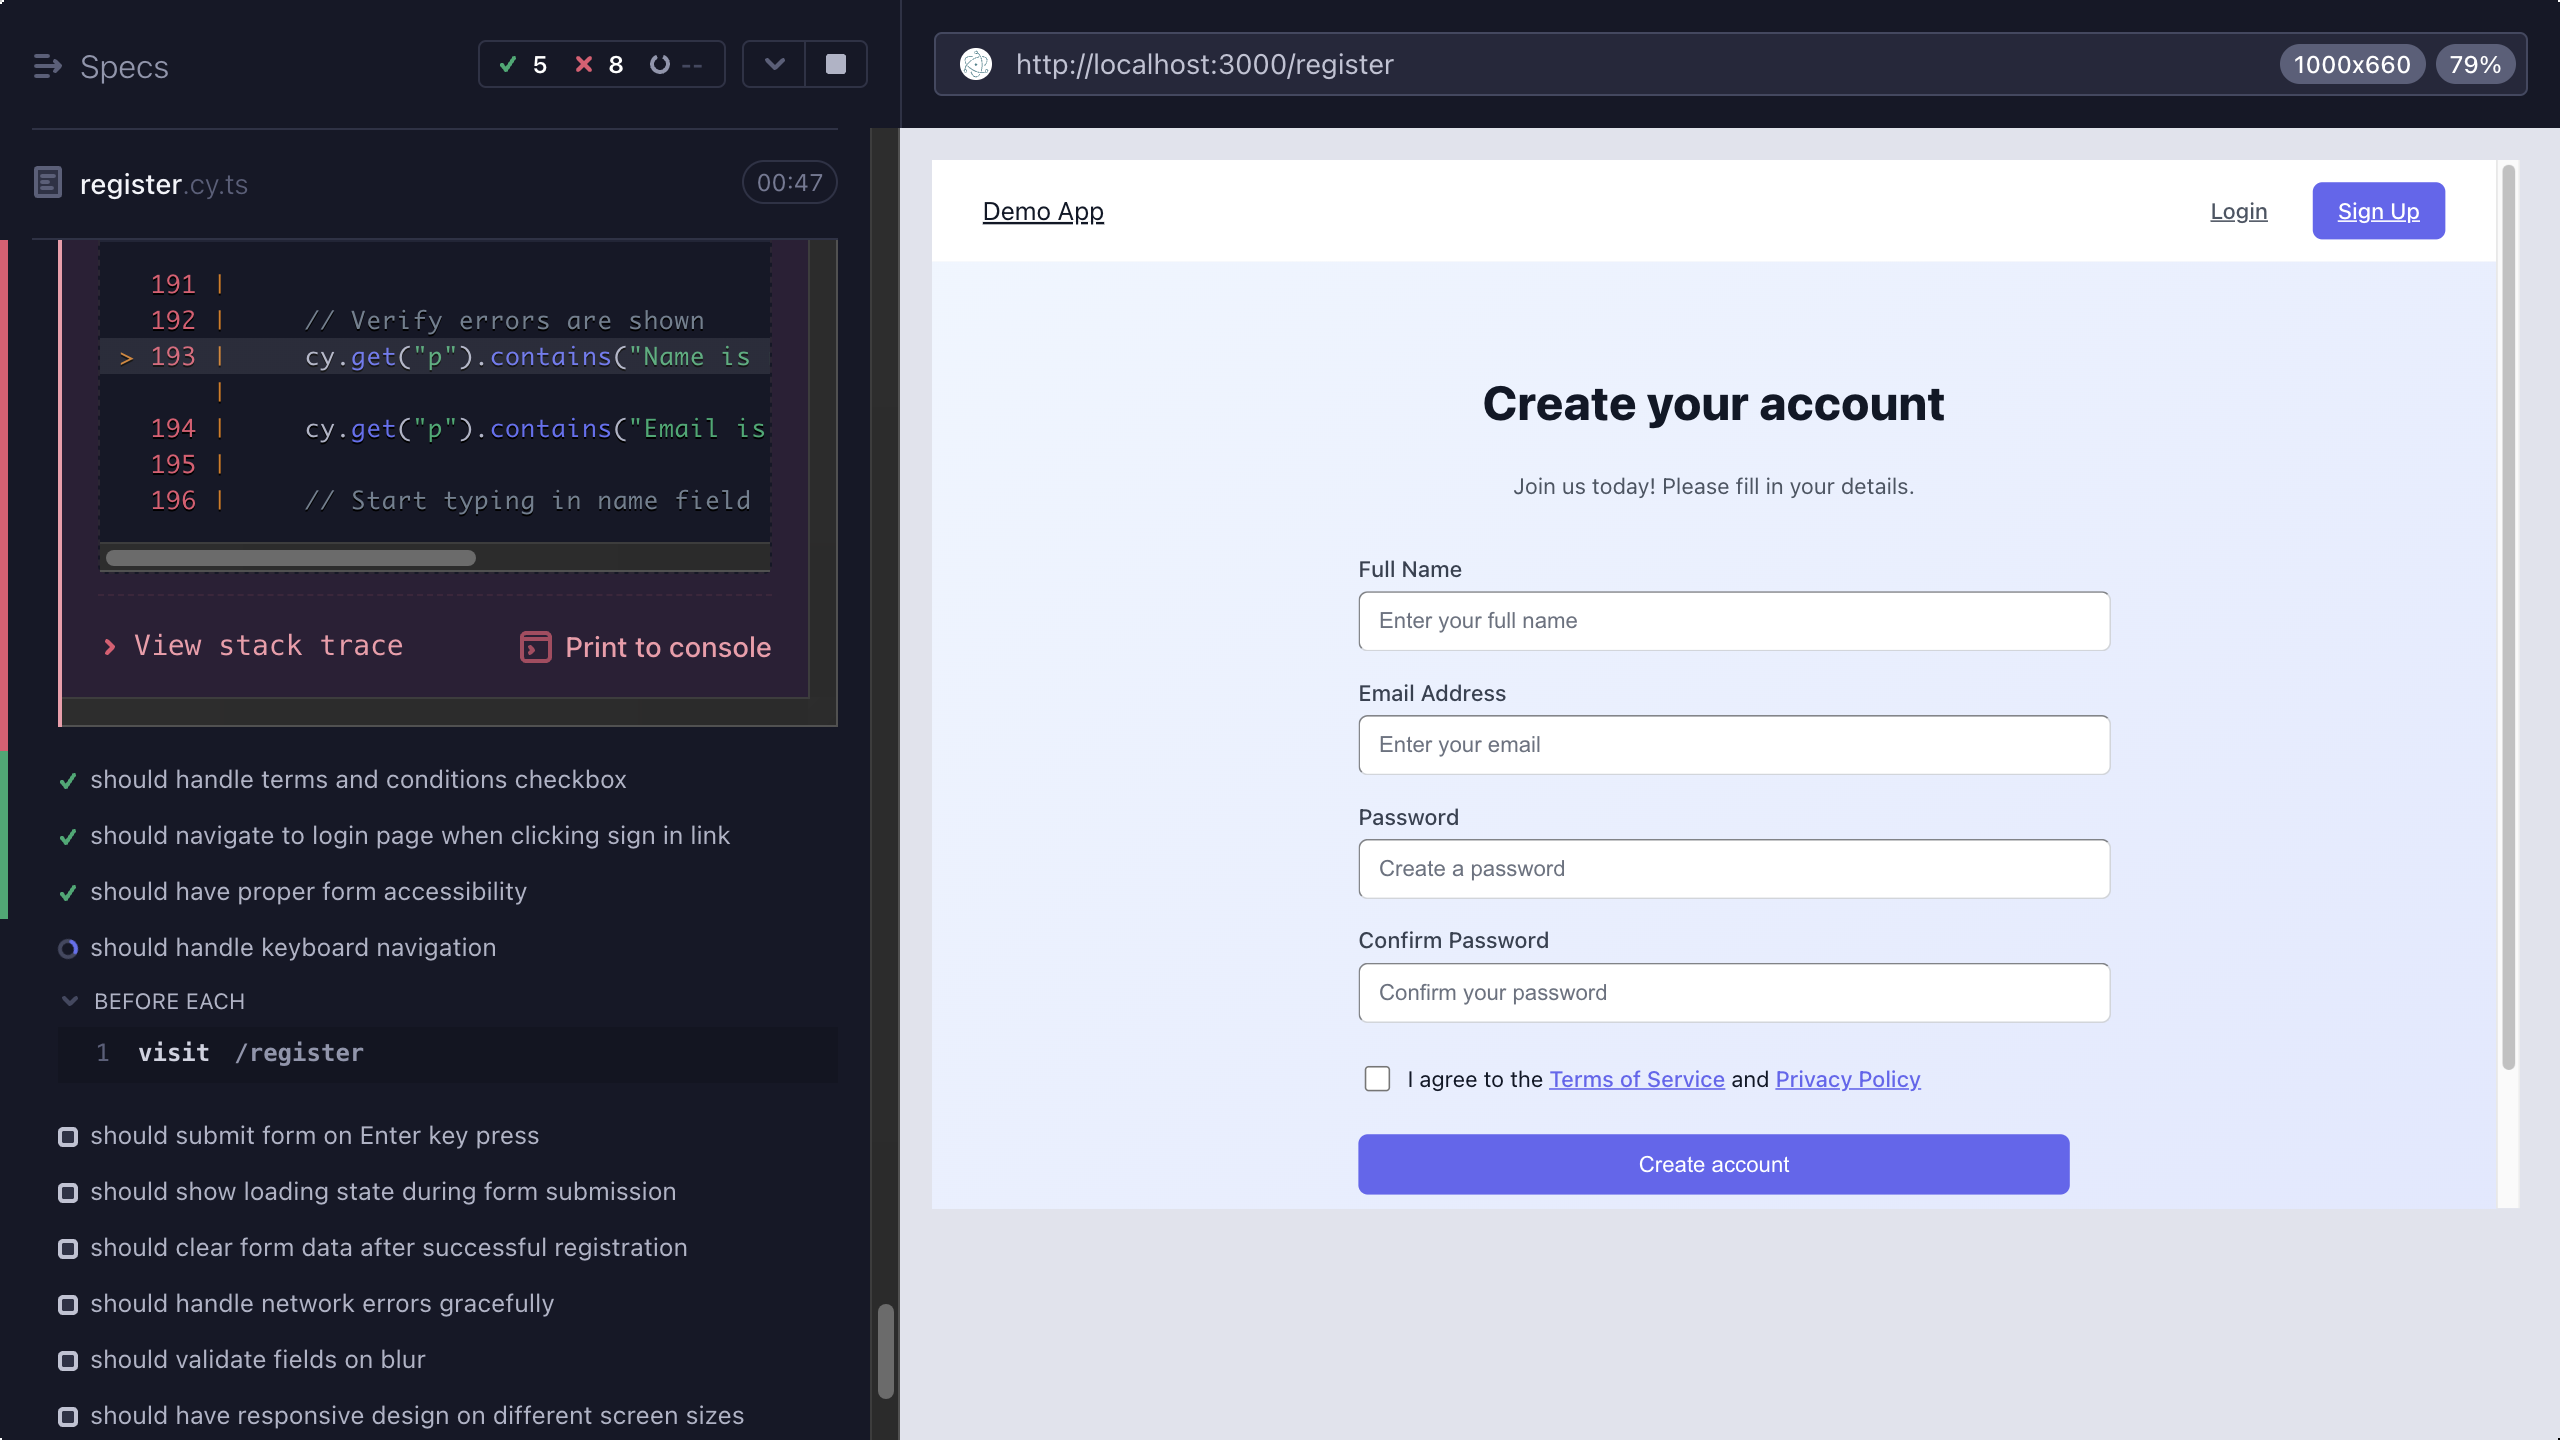 Specs
5 8 --
register.cy.ts
00:47
191 |
192 | // Verify errors are shown
> 193 | cy.get("p").contains("Name is
|
194 | cy.get("p").contains("Email is
195 |
196 | // Start typing in name field
View stack trace
Print to console
should handle terms and conditions checkbox
should navigate to login page when clicking sign in link
should have proper form accessibility
should handle keyboard navigation
BEFORE EACH
1 visit /register
should submit form on Enter key press
should show loading state during form submission
should clear form data after successful registration
should handle network errors gracefully
should validate fields on blur
should have responsive design on different screen sizes
http://localhost:3000/register
1000x660 79%
Demo App
Login
Sign Up
Create your account
Join us today! Please fill in your details.
Full Name
Enter your full name
Email Address
Enter your email
Password
Create a password
Confirm Password
Confirm your password
I agree to the Terms of Service and Privacy Policy
Create account